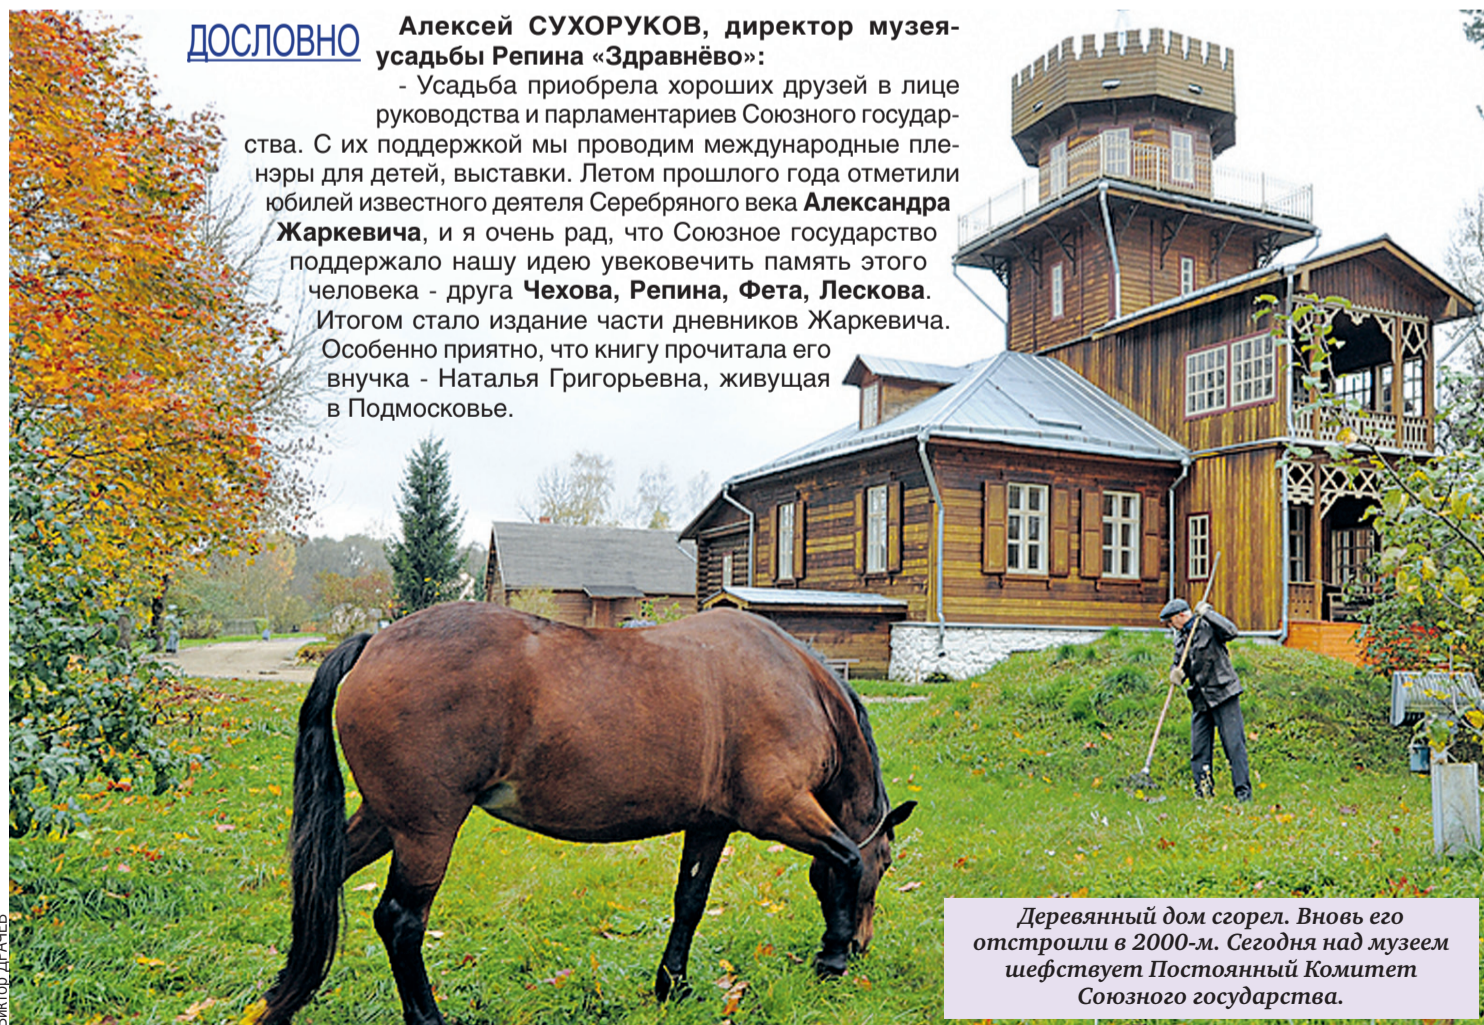 ДОСЛОВНО
Алексей СУХОРУКОВ, директор музея-
усадьбы Репина «Здравнёво»:
- Усадьба приобрела хороших друзей в лице
руководства и парламентариев Союзного государ-
ства. С их поддержкой мы проводим международные пле-
нэры для детей, выставки. Летом прошлого года отметили
юбилей известного деятеля Серебряного века Александра
Жаркевича, и я очень рад, что Союзное государство
поддержало нашу идею увековечить память этого
человека - друга Чехова, Репина, Фета, Лескова.
Итогом стало издание части дневников Жаркевича.
Особенно приятно, что книгу прочитала его
внучка - Наталья Григорьевна, живущая
в Подмосковье.
Виктор ДРАЧЕВ
Деревянный дом сгорел. Вновь его
отстроили в 2000-м. Сегодня над музеем
шефствует Постоянный Комитет
Союзного государства.